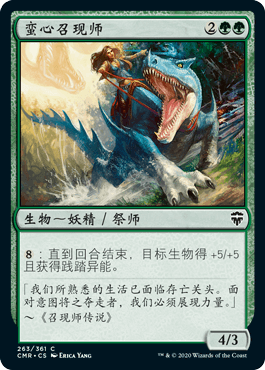 蛮心召现师 2
生物～妖精／祭师
8：直到回合结束，目标生物得+5/+5
且获得践踏异能。
「我们所熟悉的生活已面临存亡关头。面
对意图将之夺走者，我们必须展现力量。」
～《召现师传说》
4/3
263/361 C
CMR • CS ERICA YANG
™ & © 2020 Wizards of the Coast